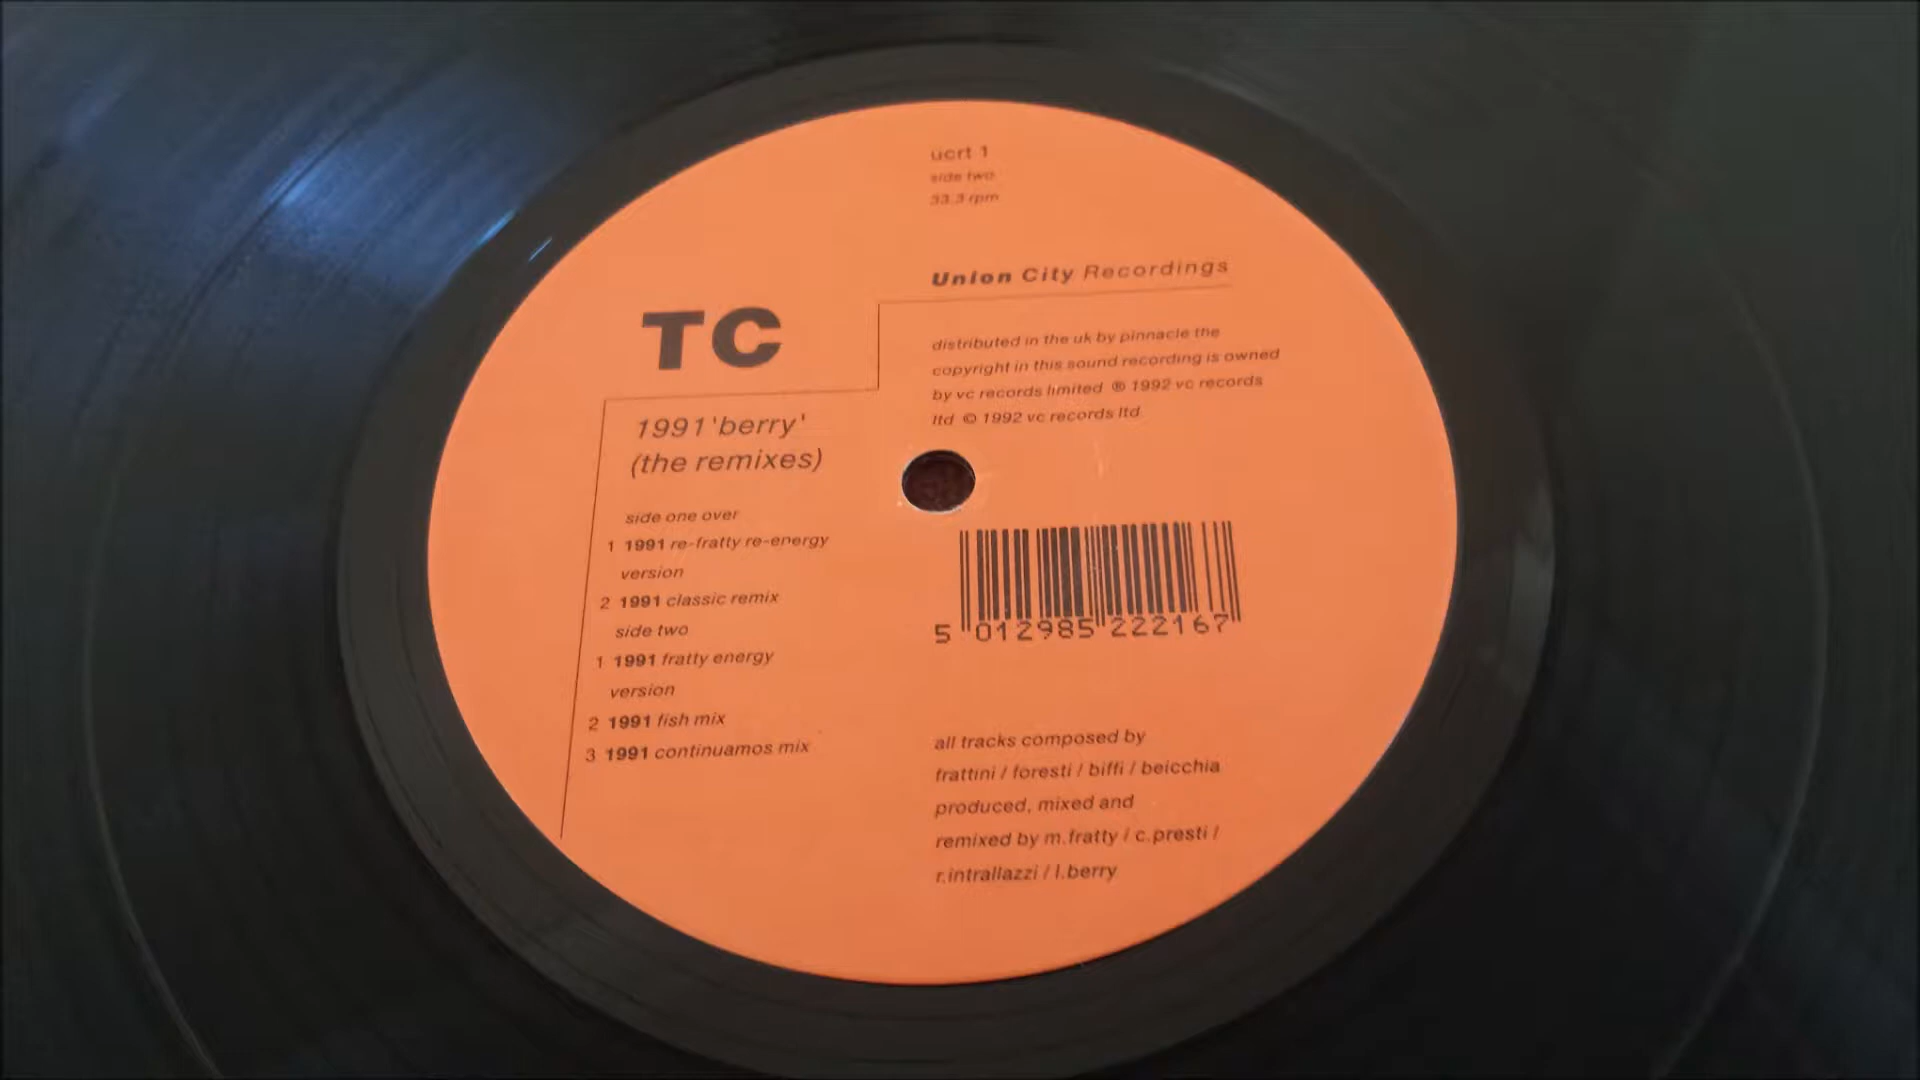 ucrt 1
side two
33.3 rpm
Union City Recordings
distributed in the uk by pinnacle the
copyright in this sound recording is owned
by vc records limited ℗ 1992 vc records
ltd © 1992 vc records ltd
TC
1991 'berry'
(the remixes)
side one over
1 1991 re-fratty re-energy
version
2 1991 classic remix
side two
1 1991 fratty energy
version
2 1991 fish mix
3 1991 continuamos mix
5 012985 222167
all tracks composed by
frattini / foresti / biffi / beicchia
produced, mixed and
remixed by m.fratty / c.presti /
r.intrallazzi / l.berry